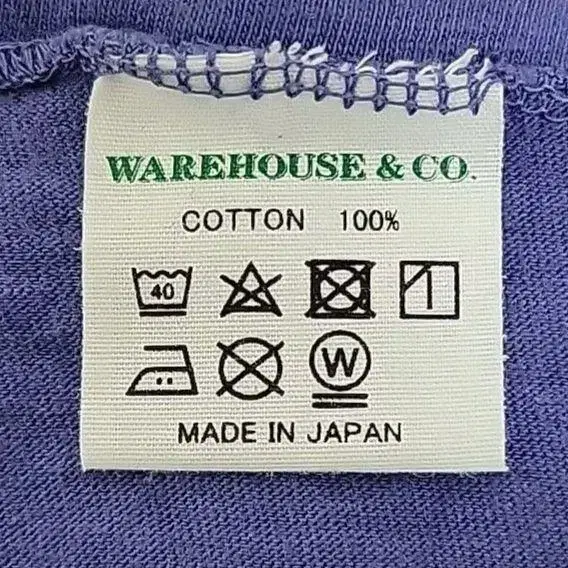 WAREHOUSE & CO.
COTTON 100%
40
W
MADE IN JAPAN